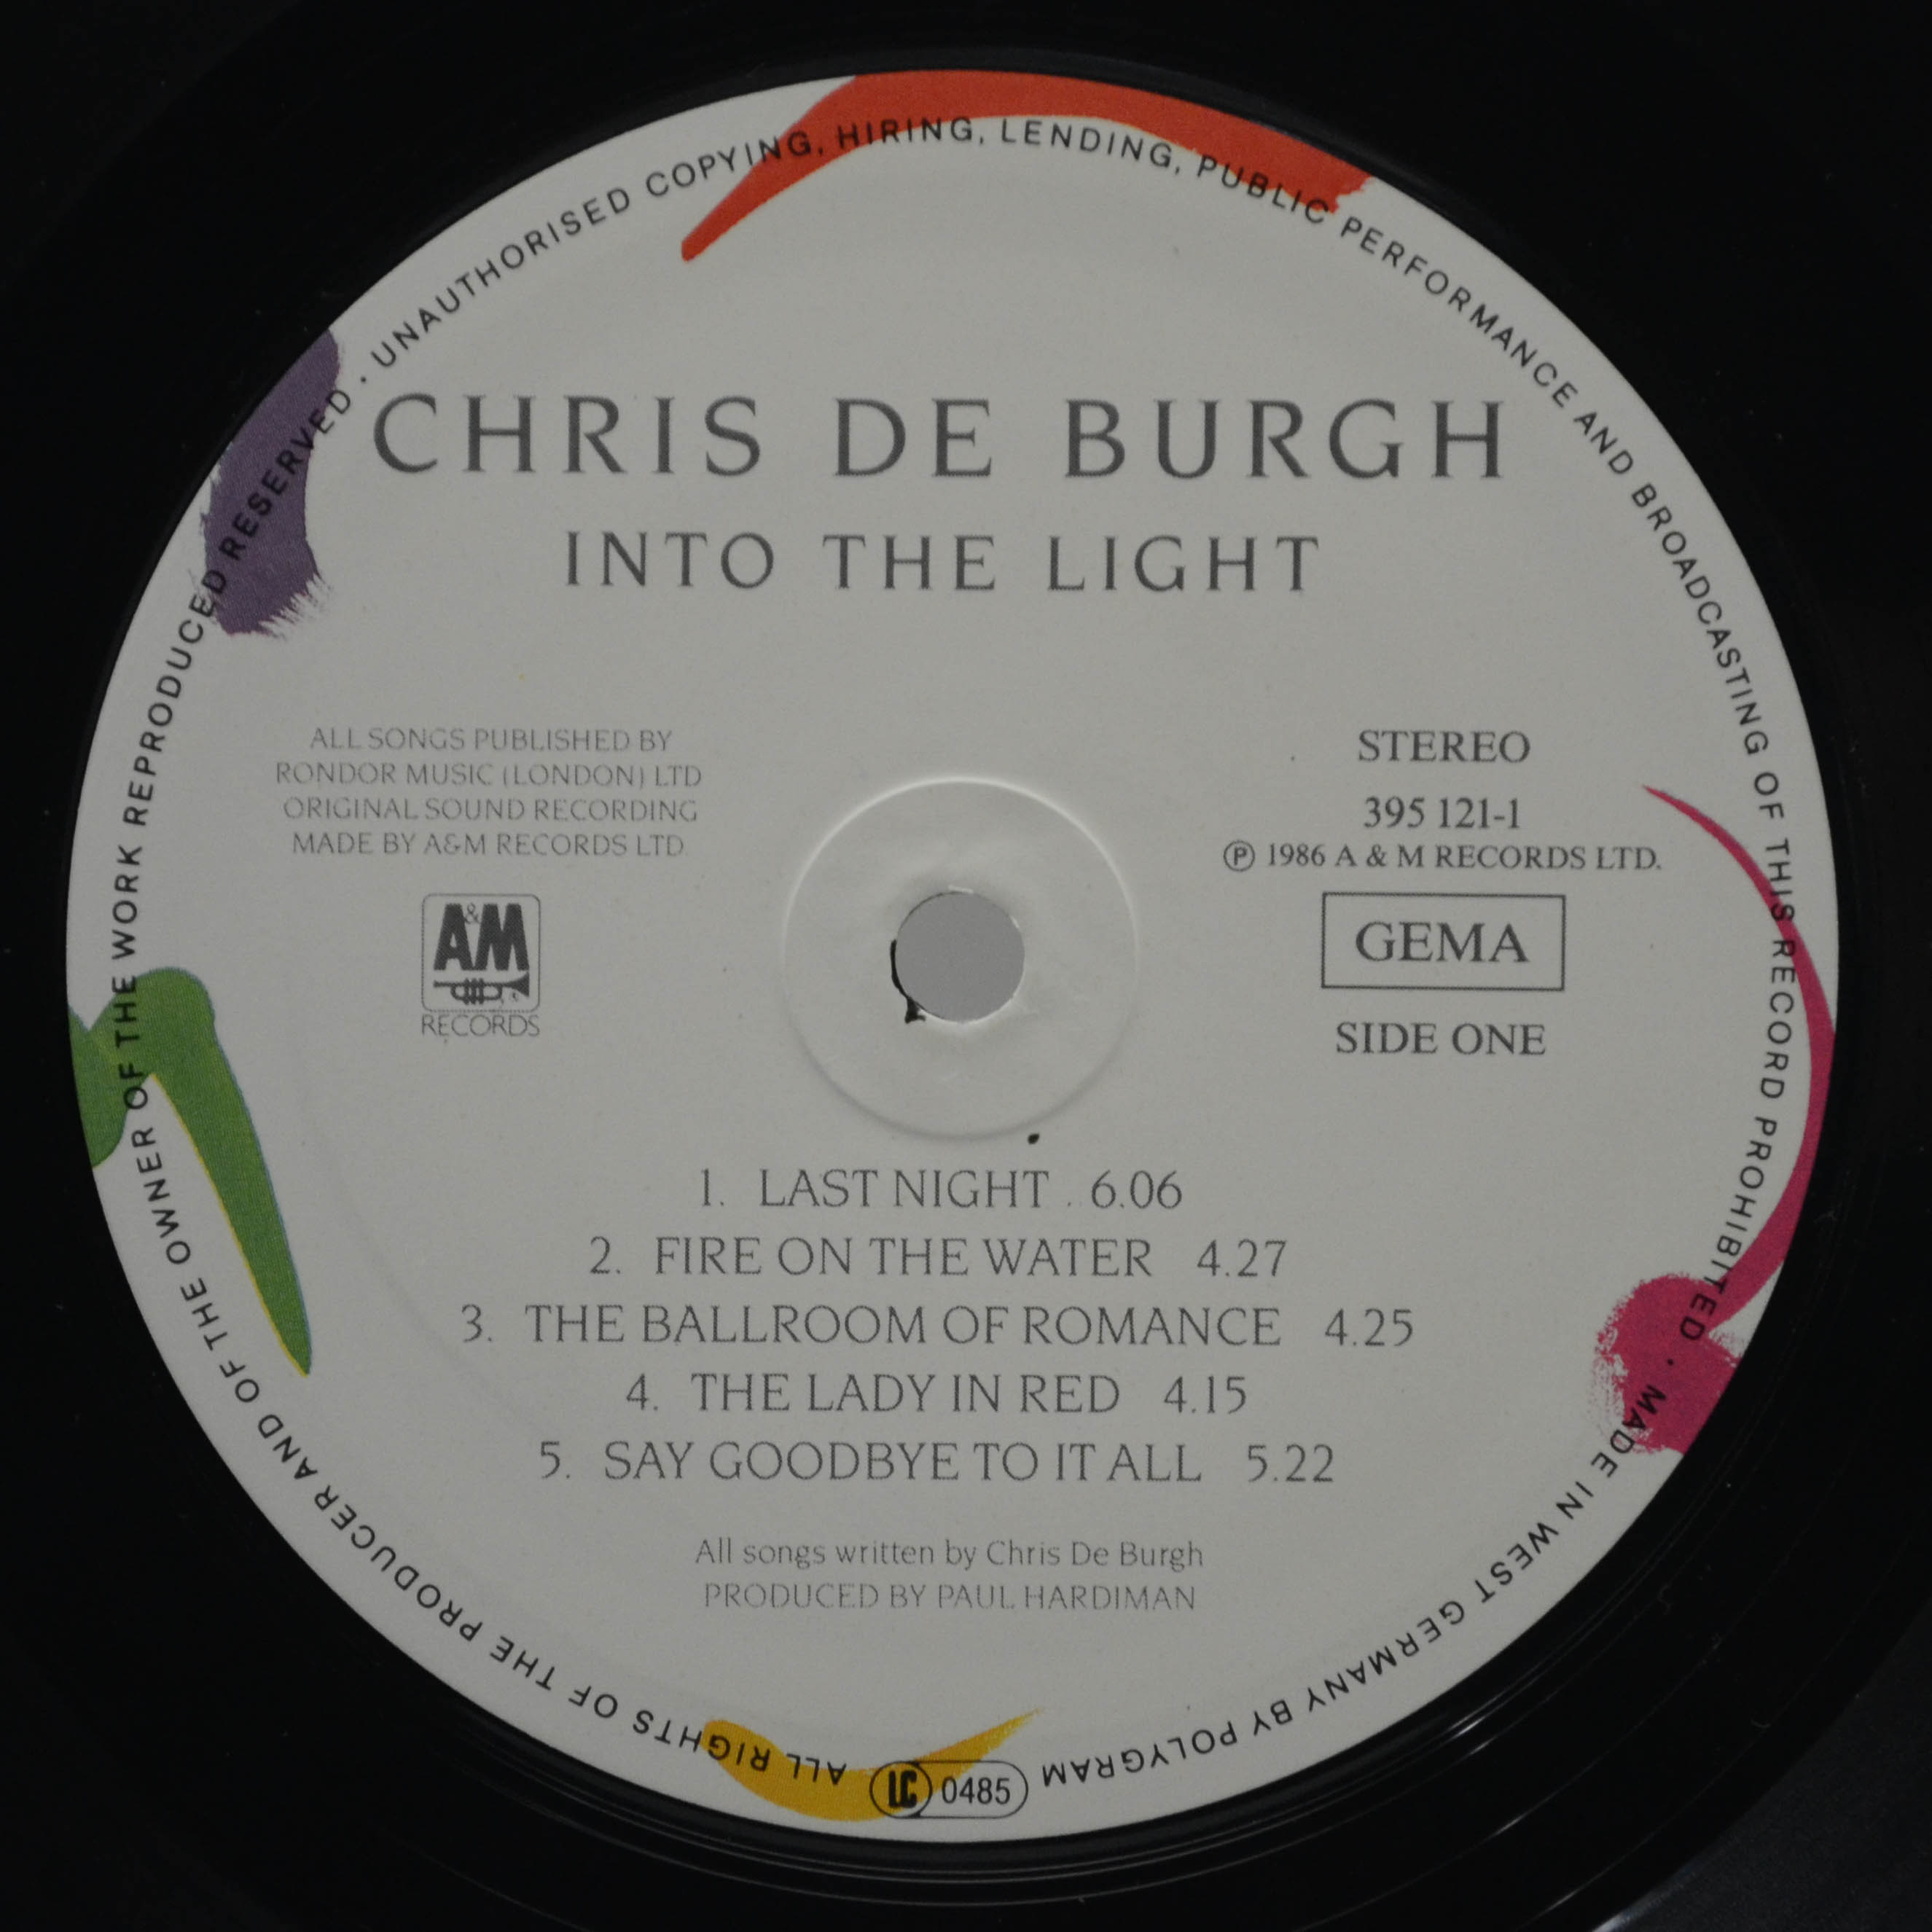 CHRIS DE BURGH
INTO THE LIGHT
ALL SONGS PUBLISHED BY
RONDOR MUSIC (LONDON) LTD
ORIGINAL SOUND RECORDING
MADE BY A&M RECORDS LTD.
A&M
RECORDS
STEREO
395 121-1
℗ 1986 A & M RECORDS LTD.
GEMA
SIDE ONE
1. LAST NIGHT . 6.06
2. FIRE ON THE WATER 4.27
3. THE BALLROOM OF ROMANCE 4.25
4. THE LADY IN RED 4.15
5. SAY GOODBYE TO IT ALL 5.22
All songs written by Chris De Burgh
PRODUCED BY PAUL HARDIMAN
ALL RIGHTS OF THE PRODUCER AND OF THE OWNER OF THE WORK REPRODUCED RESERVED · UNAUTHORISED COPYING, HIRING, LENDING, PUBLIC PERFORMANCE AND BROADCASTING OF THIS RECORD PROHIBITED · MADE IN WEST GERMANY BY POLYGRAM
LC 0485